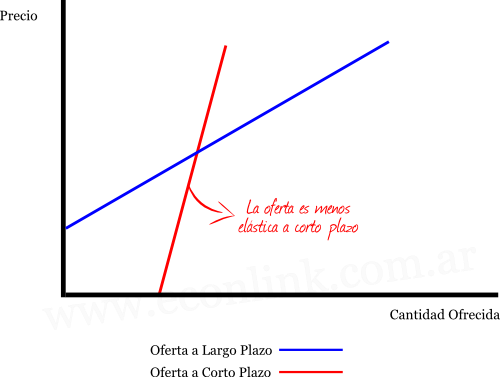 Precio
La oferta es menos
elástica a corto plazo
www.econlink.com.ar
Cantidad Ofrecida
Oferta a Largo Plazo
Oferta a Corto Plazo